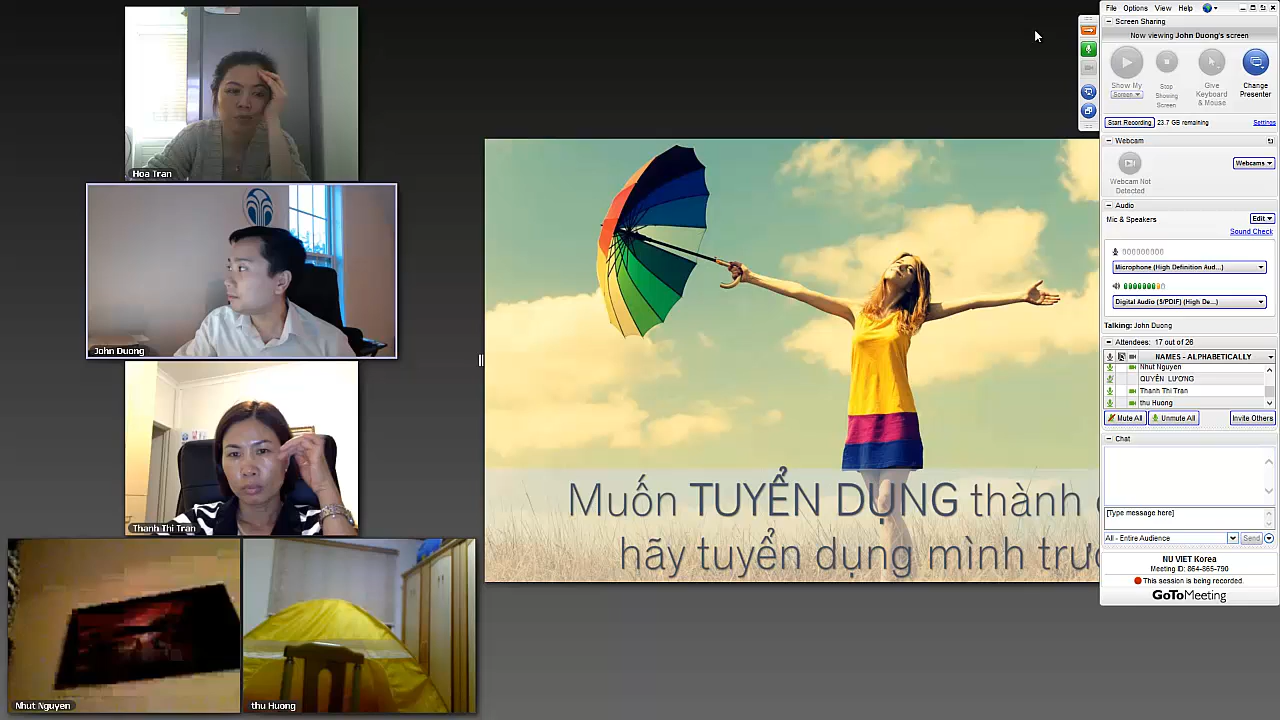 Hoa Tran
John Duong
Thanh Thi Tran
Nhut Nguyen
thu Huong
Muốn TUYỂN DỤNG thành
hãy tuyển dụng mình
File Options View Help
Screen Sharing
Now viewing John Duong's screen
Show My
Screen
Stop
Showing
Screen
Give
Keyboard
& Mouse
Change
Presenter
Start Recording 23.7 GB remaining Settings
Webcam
Webcam Not
Detected
Webcams
Audio
Mic & Speakers Edit
Sound Check
Microphone (High Definition Aud...)
Digital Audio (S/PDIF) (High De...)
Talking: John Duong
Attendees: 17 out of 26
NAMES - ALPHABETICALLY
Nhut Nguyen
QUYÊN LƯƠNG
Thanh Thi Tran
thu Huong
Mute All Unmute All Invite Others
Chat
[Type message here]
All - Entire Audience Send
NU VIET Korea
Meeting ID: 864-865-790
This session is being recorded.
GoToMeeting